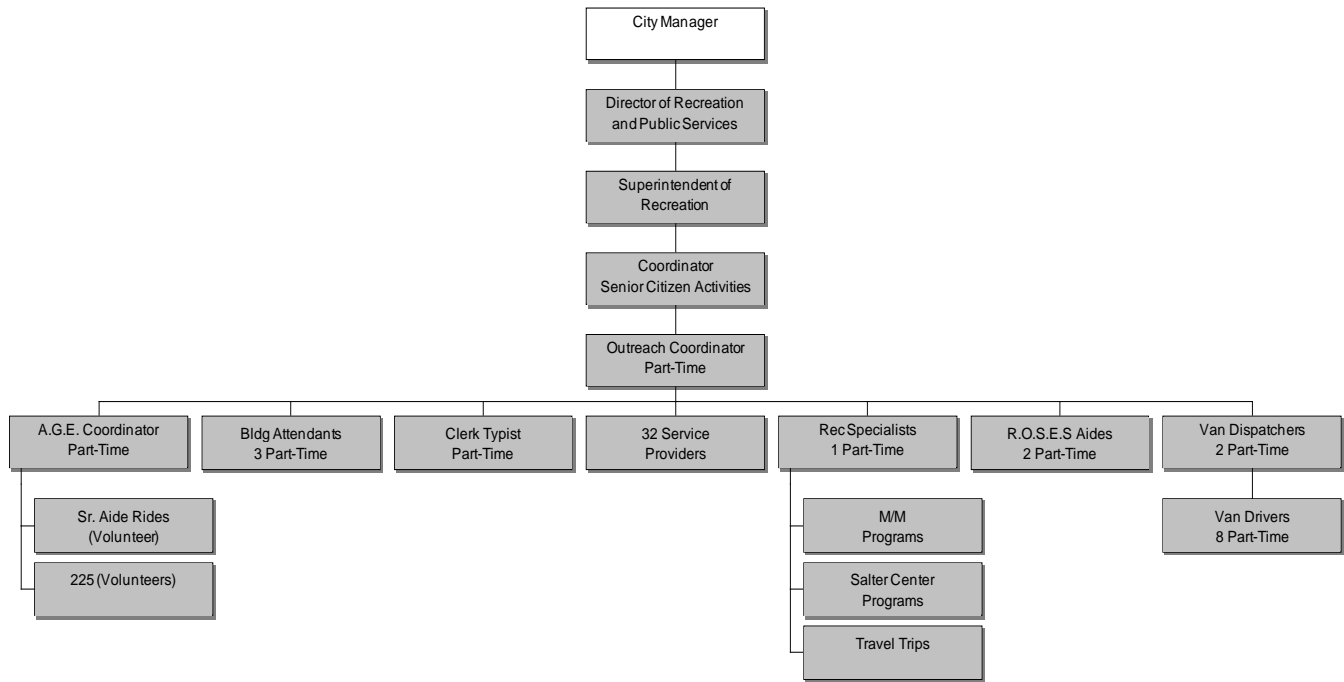 City Manager
Director of Recreation
and Public Services
Superintendent of
Recreation
Coordinator
Senior Citizen Activities
Outreach Coordinator
Part-Time
A.G.E. Coordinator
Part-Time
Bldg Attendants
3 Part-Time
Clerk Typist
Part-Time
32 Service
Providers
Rec Specialists
1 Part-Time
R.O.S.E.S Aides
2 Part-Time
Van Dispatchers
2 Part-Time
Sr. Aide Rides
(Volunteer)
225 (Volunteers)
M/M
Programs
Salter Center
Programs
Travel Trips
Van Drivers
8 Part-Time